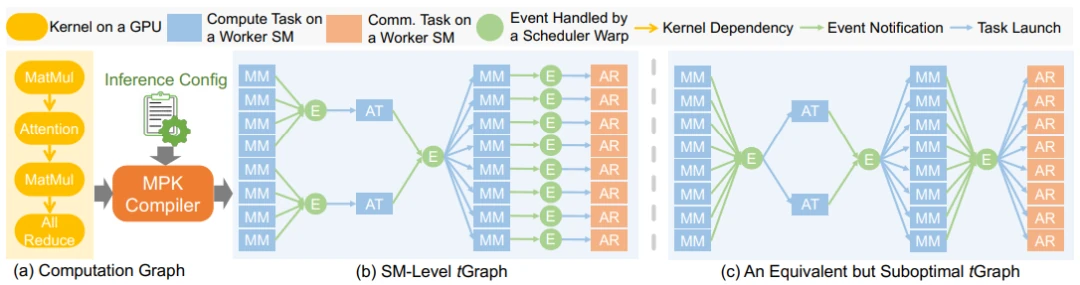 Kernel on a GPU
Compute Task on
a Worker SM
Comm. Task on
a Worker SM
Event Handled by
a Scheduler Warp
Kernel Dependency
Event Notification
Task Launch
MatMul
Attention
MatMul
All
Reduce
Inference Config
MPK
Compiler
(a) Computation Graph
MM
MM
MM
MM
MM
MM
MM
MM
E
E
AT
AT
E
MM
MM
MM
MM
MM
MM
MM
MM
E
E
E
E
E
E
E
E
AR
AR
AR
AR
AR
AR
AR
AR
(b) SM-Level tGraph
MM
MM
MM
MM
MM
MM
MM
MM
E
AT
AT
E
MM
MM
MM
MM
MM
MM
MM
MM
E
AR
AR
AR
AR
AR
AR
AR
AR
(c) An Equivalent but Suboptimal tGraph